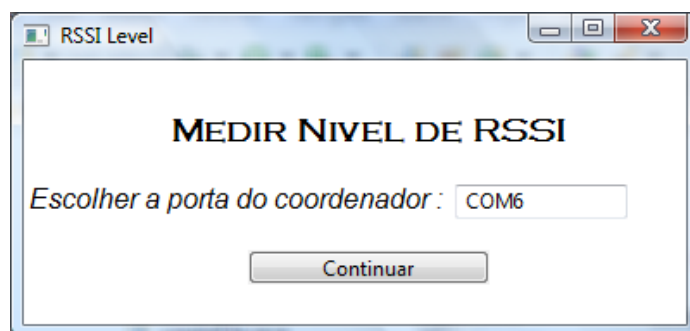 RSSI Level
MEDIR NIVEL DE RSSI
Escolher a porta do coordenador : COM6
Continuar